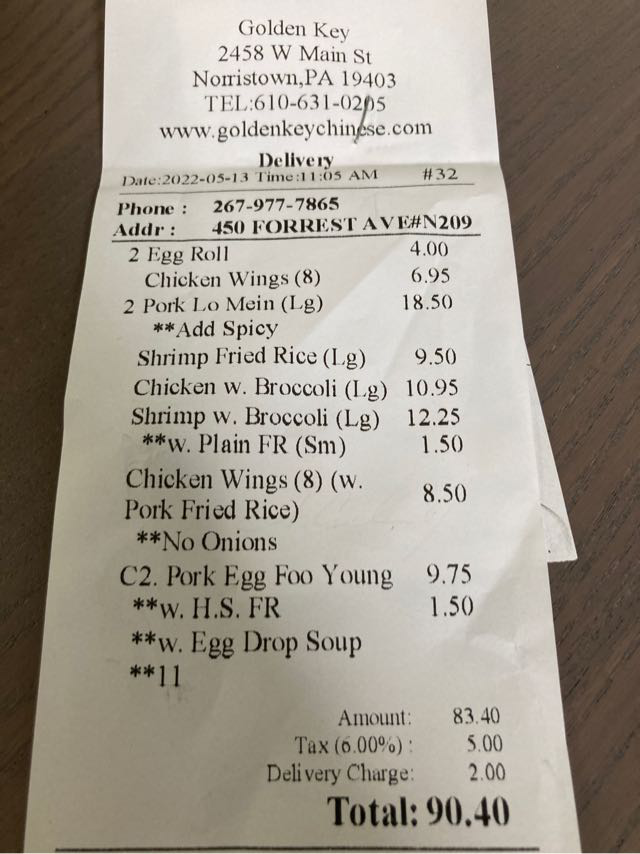 Golden Key
2458 W Main St
Norristown,PA 19403
TEL:610-631-0205
www.goldenkeychinese.com
Delivery
Date:2022-05-13 Time:11:05 AM #32
Phone : 267-977-7865
Addr : 450 FORREST AVE#N209
2 Egg Roll 4.00
Chicken Wings (8) 6.95
2 Pork Lo Mein (Lg) 18.50
**Add Spicy
Shrimp Fried Rice (Lg) 9.50
Chicken w. Broccoli (Lg) 10.95
Shrimp w. Broccoli (Lg) 12.25
**w. Plain FR (Sm) 1.50
Chicken Wings (8) (w. 8.50
Pork Fried Rice)
**No Onions
C2. Pork Egg Foo Young 9.75
**w. H.S. FR 1.50
**w. Egg Drop Soup
**11
Amount: 83.40
Tax (6.00%) : 5.00
Delivery Charge: 2.00
Total: 90.40